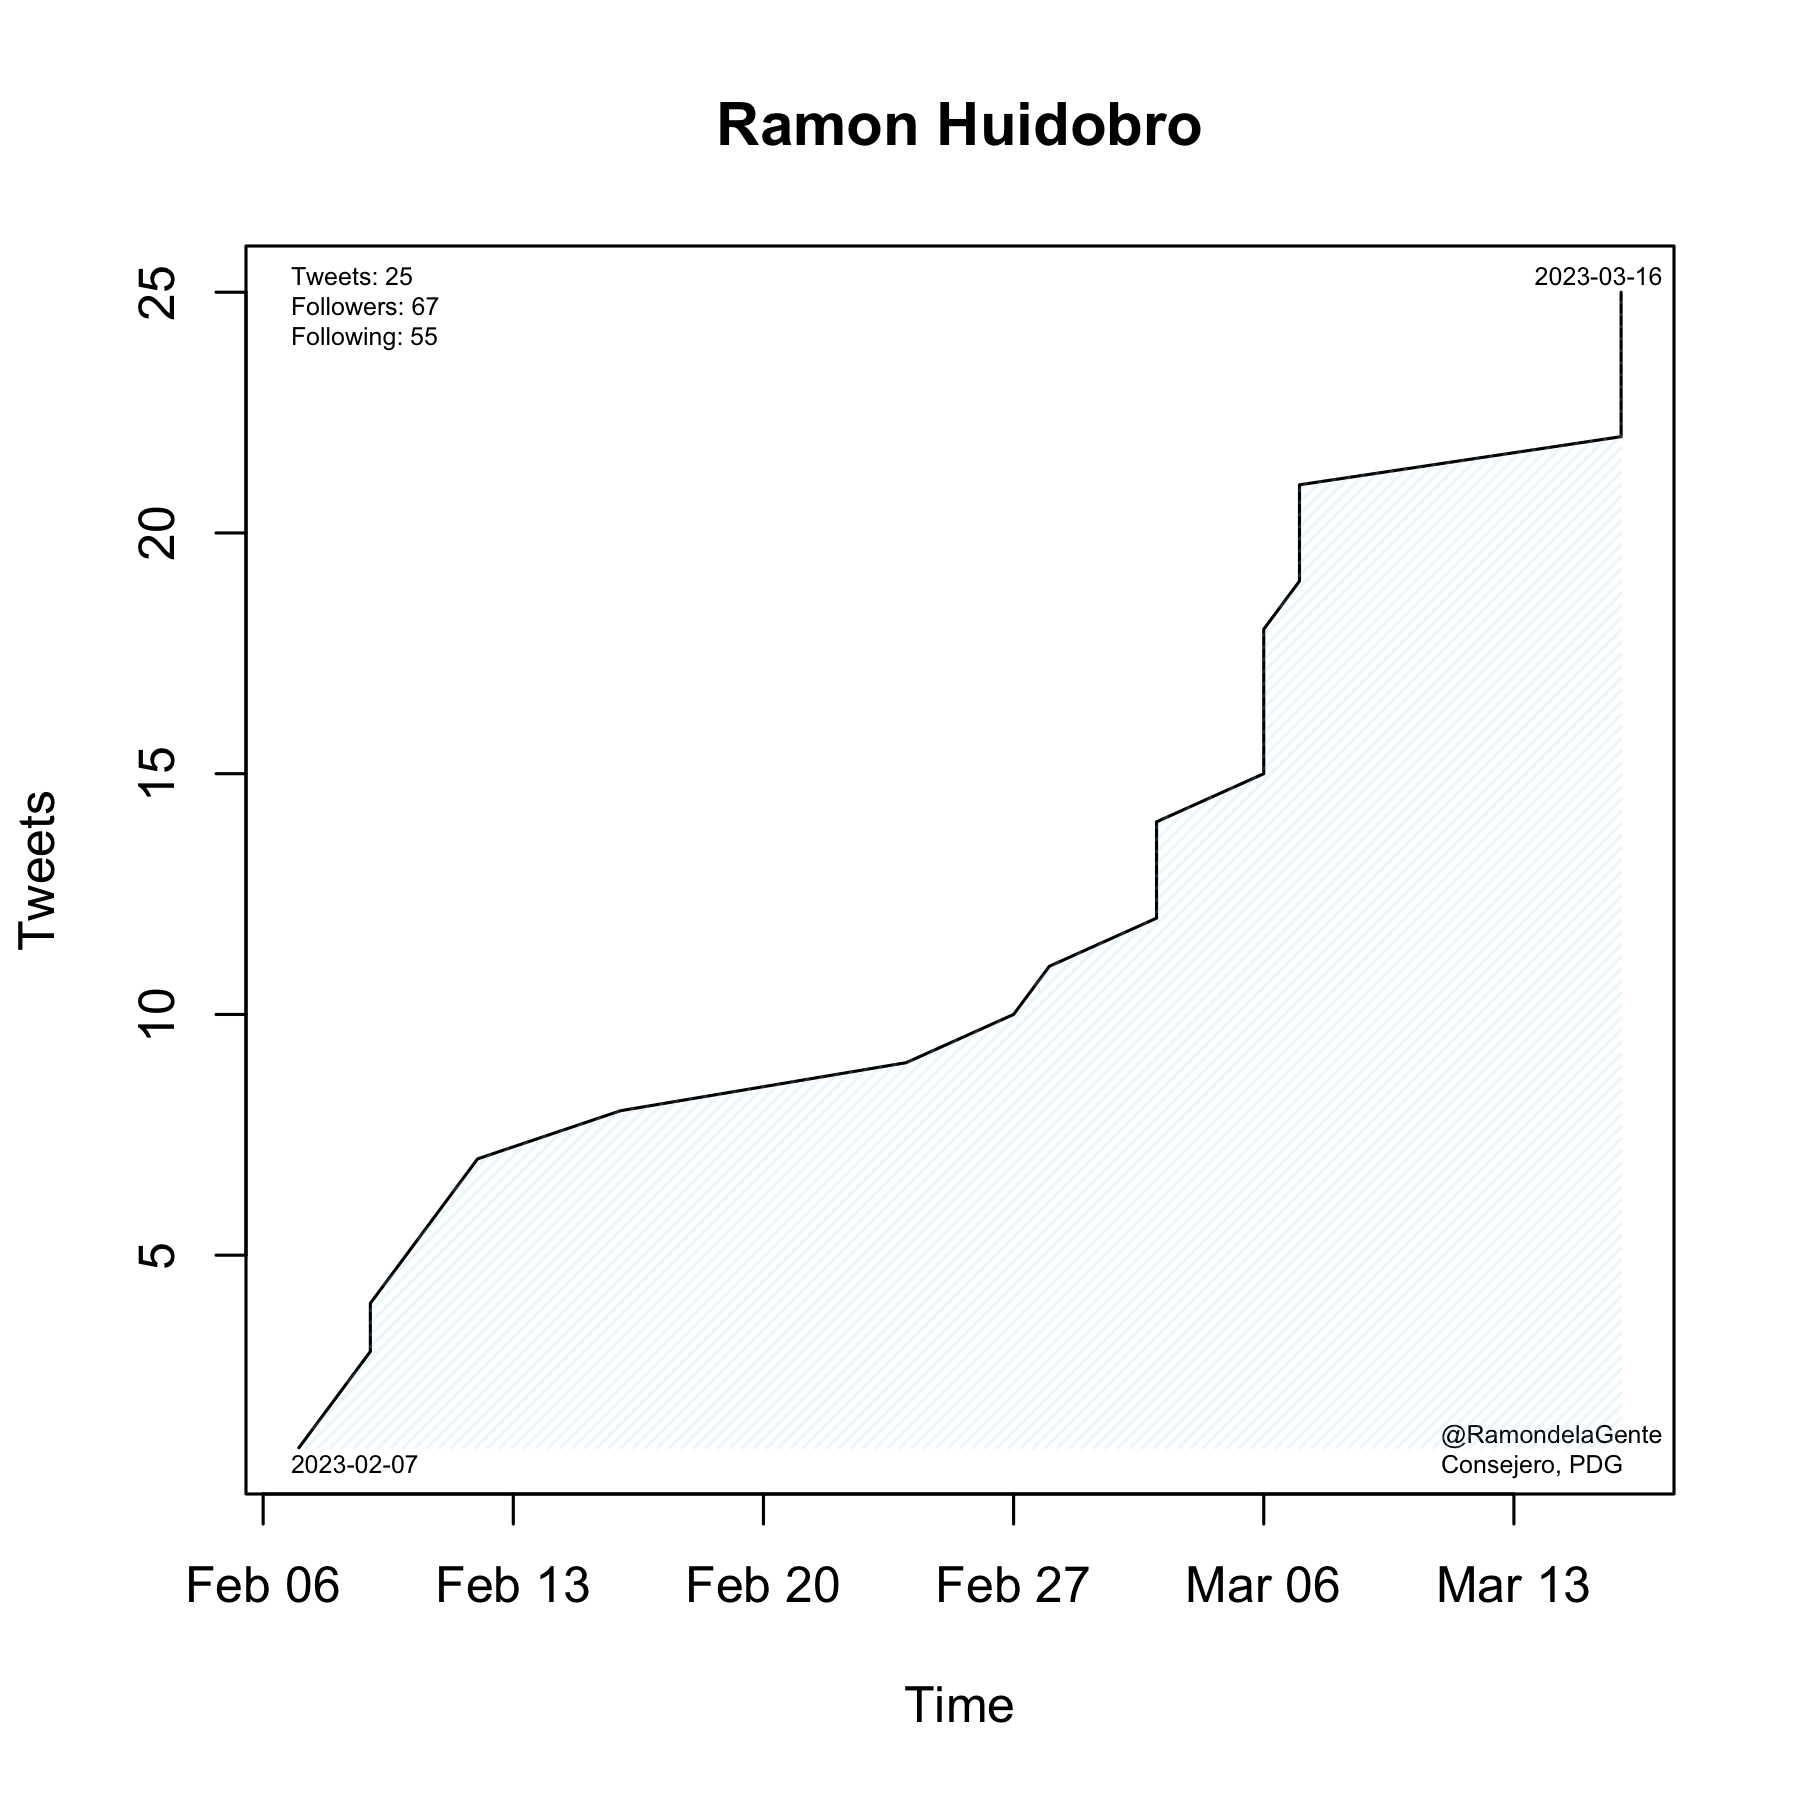 Ramon Huidobro
Tweets: 25
Followers: 67
Following: 55
2023-03-16
25
20
15
10
5
Tweets
2023-02-07
@RamondelaGente
Consejero, PDG
Feb 06
Feb 13
Feb 20
Feb 27
Mar 06
Mar 13
Time